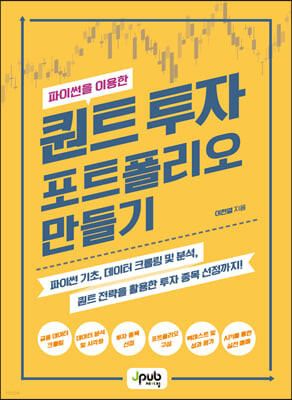 파이썬을 이용한
퀀트 투자
포트폴리오
만들기
이현열 지음
파이썬 기초, 데이터 크롤링 및 분석,
퀀트 전략을 활용한 투자 종목 선정까지!
금융 데이터
크롤링
데이터 분석
및 시각화
투자 종목
선정
포트폴리오
구성
백테스트 및
성과 평가
API를 통한
실전 매매
Jpub
제이펍